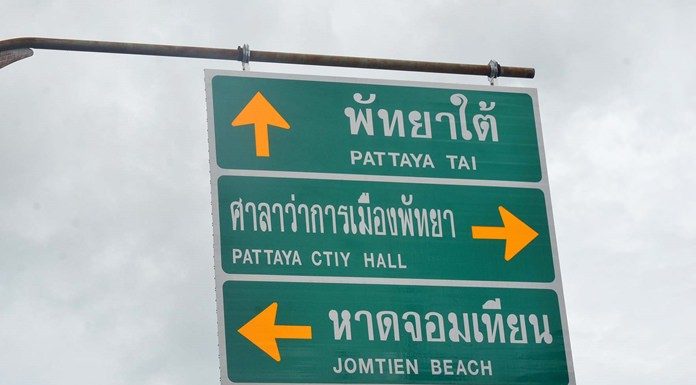 พัทยาใต้
PATTAYA TAI
ศาลาว่าการเมืองพัทยา
PATTAYA CTIY HALL
หาดจอมเทียน
JOMTIEN BEACH